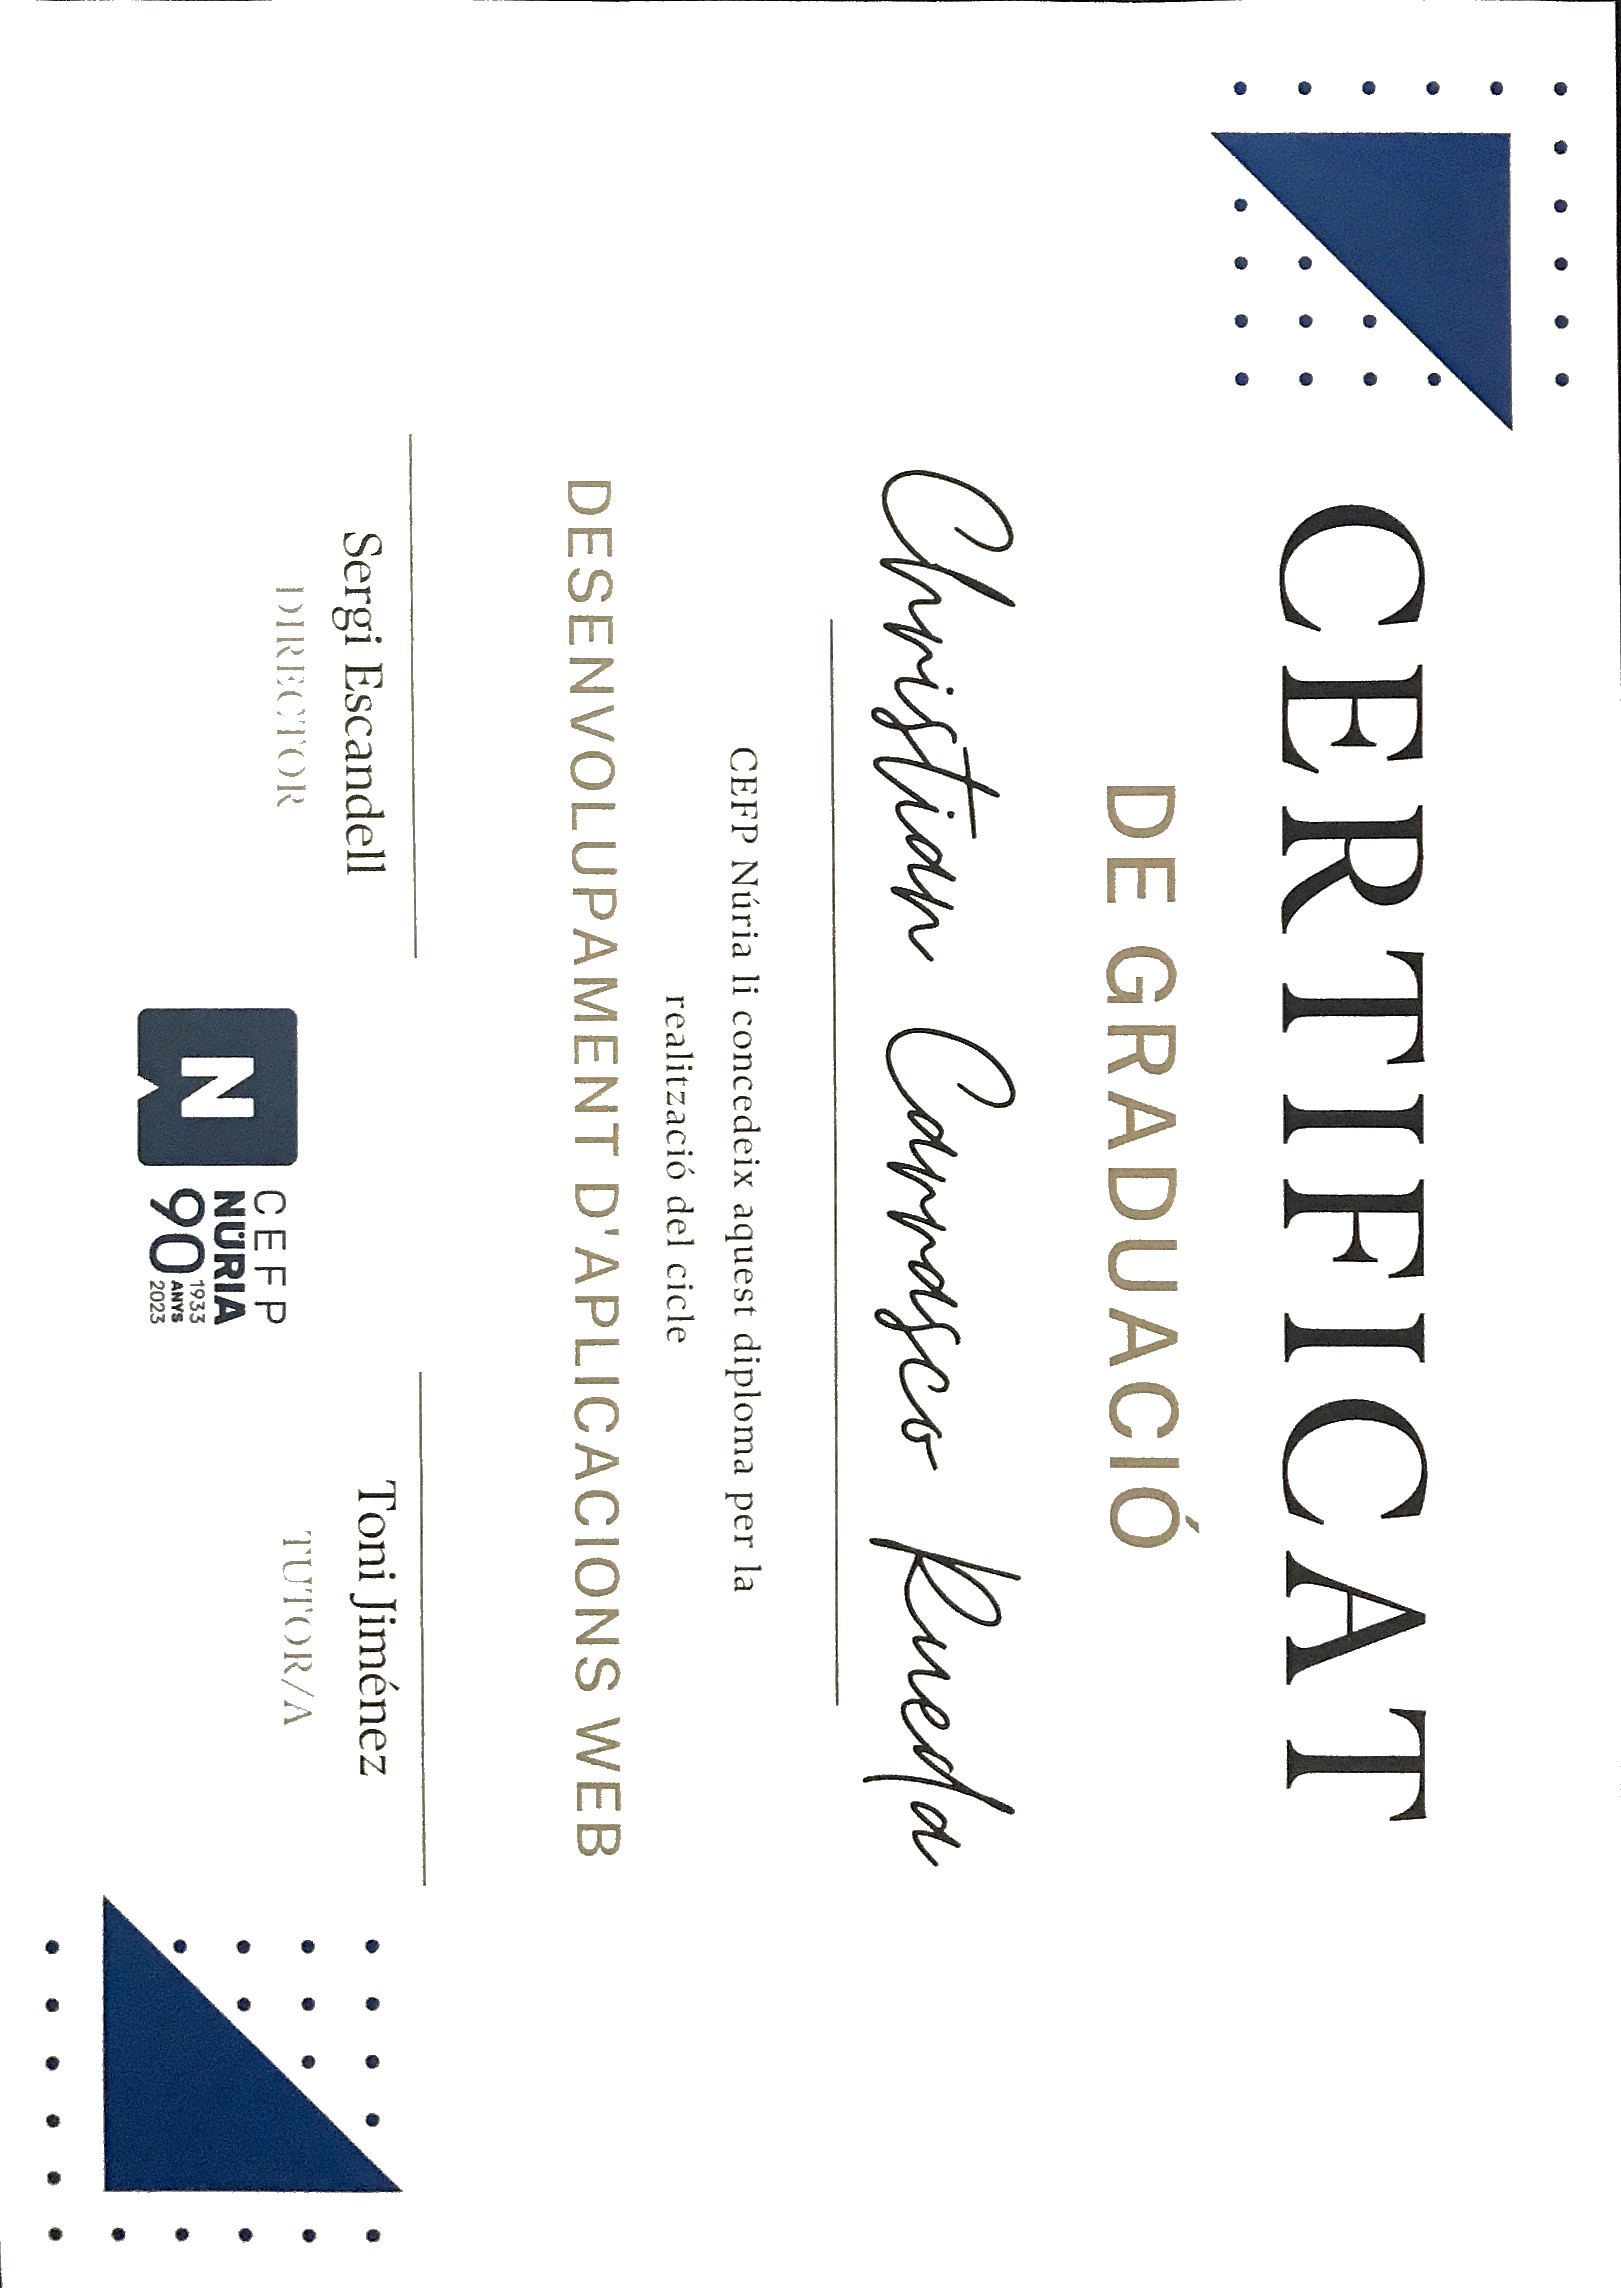 CERTIFICAT
DE GRADUACIÓ
Christian Carrasco Rueda
CEFP Núria li concedeix aquest diploma per la
realització del cicle
DESENVOLUPAMENT D'APLICACIONS WEB
Sergi Escandell
DIRECTOR
Toni Jiménez
TUTOR/A
N
CEFP
NÚRIA
90 1933
ANYS
2023